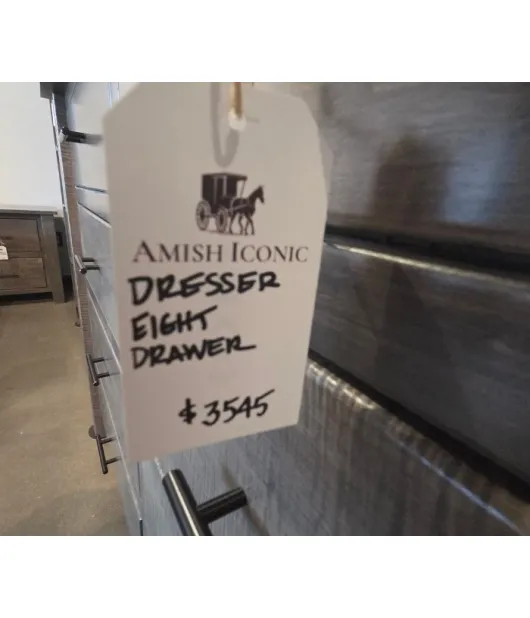 AMISH ICONIC
DRESSER
EIGHT
DRAWER
$3545